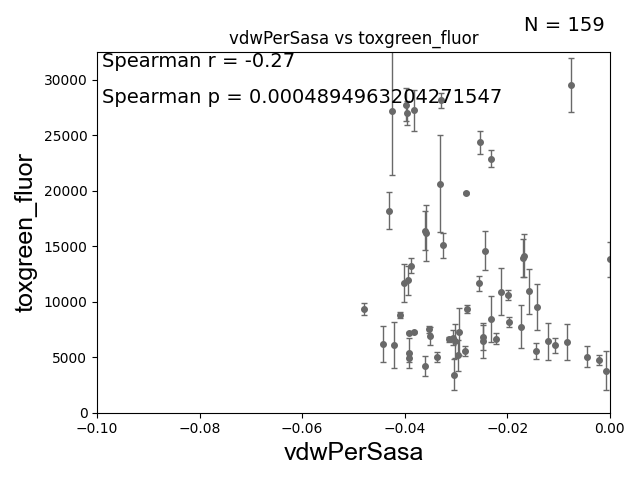 N = 159
vdwPerSasa vs toxgreen_fluor
Spearman r = -0.27
Spearman p = 0.0004894963204271547
30000
25000
20000
15000
10000
5000
0
toxgreen_fluor
−0.10 −0.08 −0.06 −0.04 −0.02 0.00
vdwPerSasa